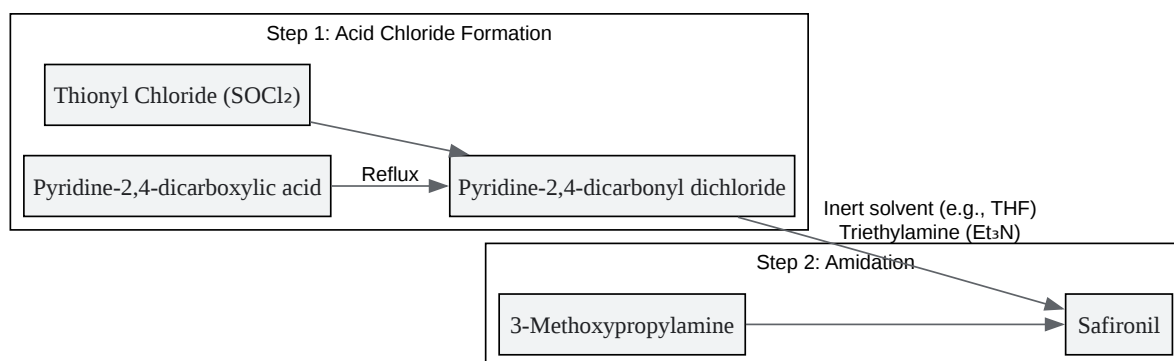 Step 1: Acid Chloride Formation
Thionyl Chloride (SOCl₂)
Pyridine-2,4-dicarboxylic acid
Reflux
Pyridine-2,4-dicarbonyl dichloride
Inert solvent (e.g., THF)
Triethylamine (Et₃N)
Step 2: Amidation
3-Methoxypropylamine
Safironil